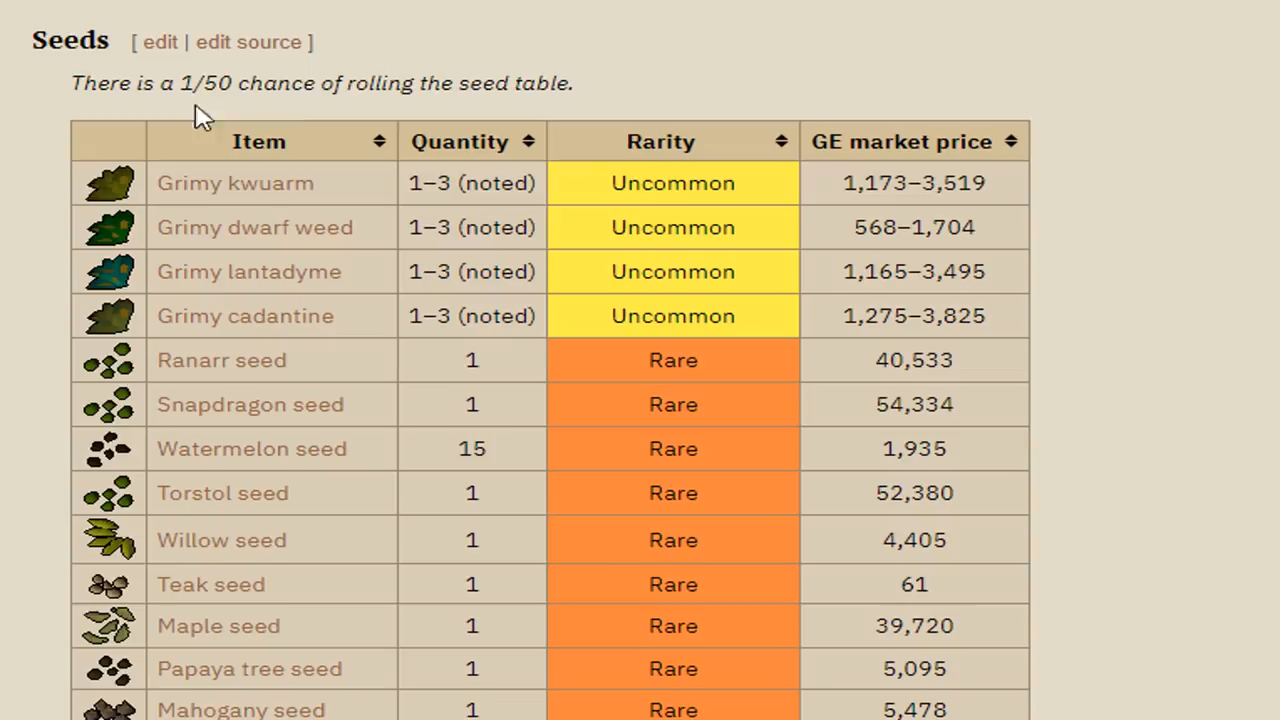 Seeds [ edit | edit source ]
There is a 1/50 chance of rolling the seed table.
Item Quantity Rarity GE market price
Grimy kwuarm 1–3 (noted) Uncommon 1,173–3,519
Grimy dwarf weed 1–3 (noted) Uncommon 568–1,704
Grimy lantadyme 1–3 (noted) Uncommon 1,165–3,495
Grimy cadantine 1–3 (noted) Uncommon 1,275–3,825
Ranarr seed 1 Rare 40,533
Snapdragon seed 1 Rare 54,334
Watermelon seed 15 Rare 1,935
Torstol seed 1 Rare 52,380
Willow seed 1 Rare 4,405
Teak seed 1 Rare 61
Maple seed 1 Rare 39,720
Papaya tree seed 1 Rare 5,095
Mahogany seed 1 Rare 5,478